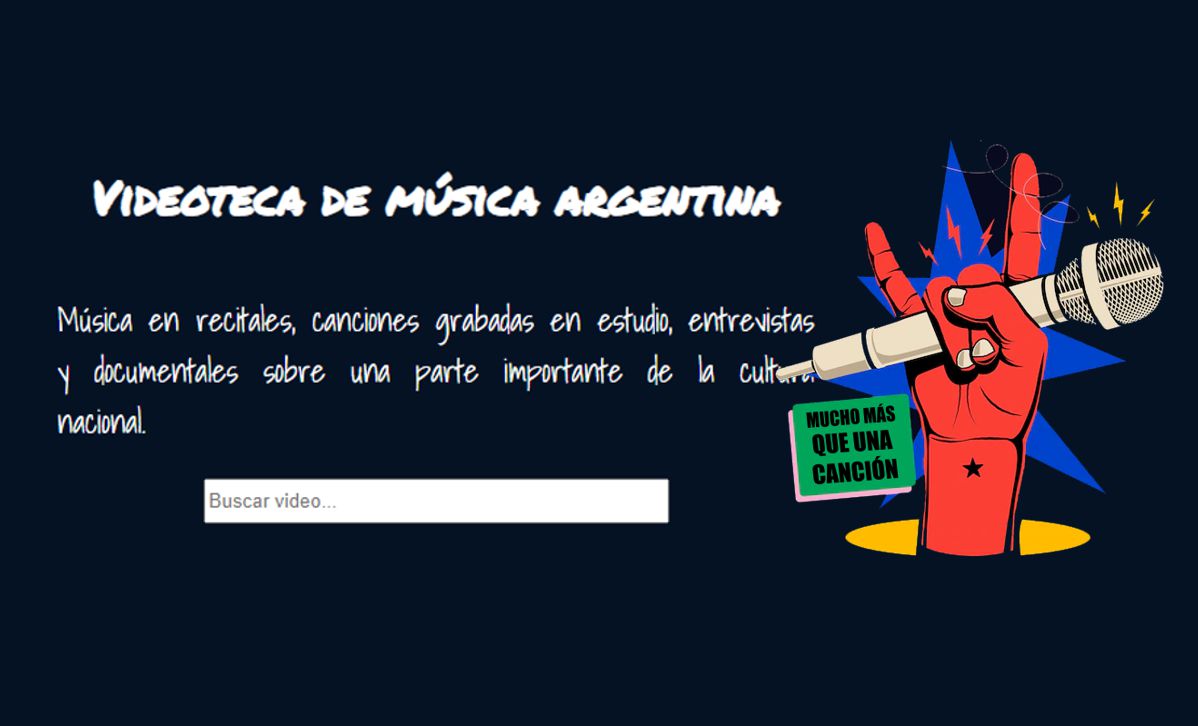 Videoteca de música argentina
Música en recitales, canciones grabadas en estudio, entrevistas
y documentales sobre una parte importante de la cultura
nacional.
Buscar video...
MUCHO MÁS
QUE UNA
CANCIÓN